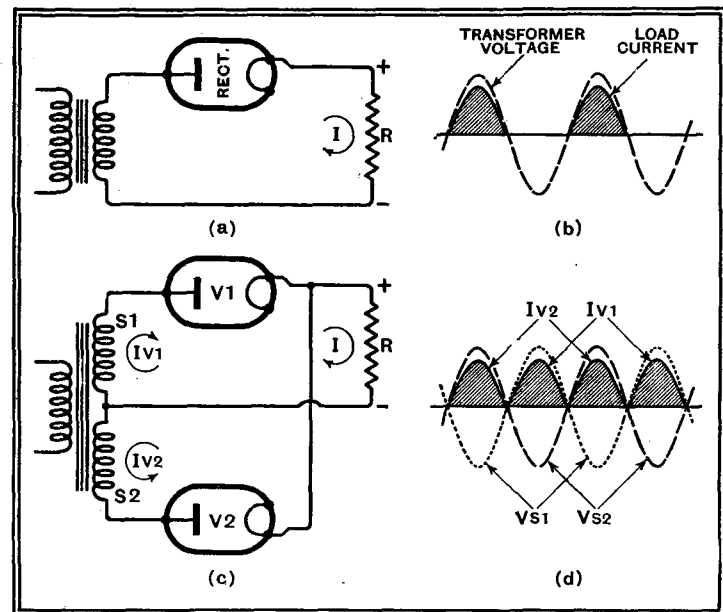 RECT.
+
I
R
−
(a)
TRANSFORMER
VOLTAGE
LOAD
CURRENT
(b)
V1
+
S1
IV1
I
R
−
IV2
S2
V2
(c)
IV2
IV1
VS1
VS2
(d)